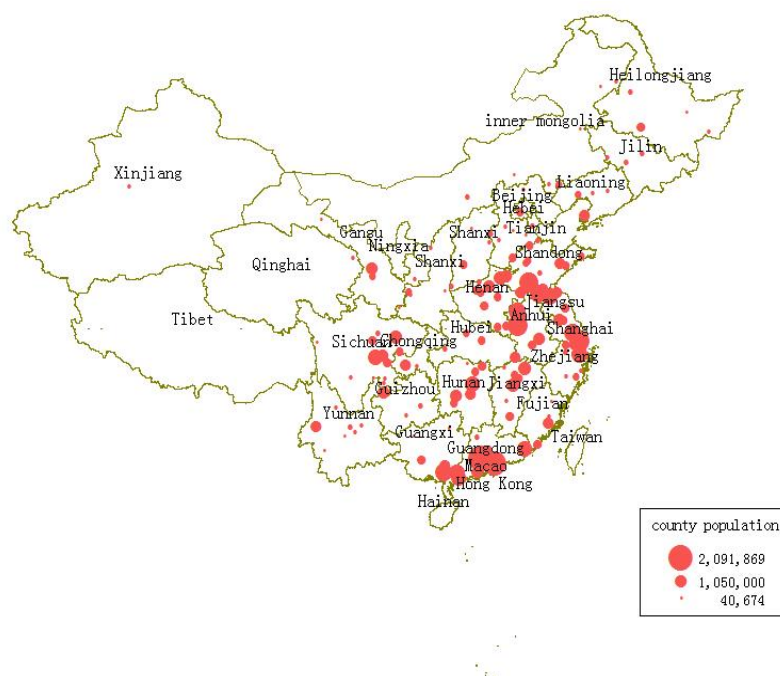 Heilongjiang
inner mongolia
Jilin
Xinjiang
Liaoning
Beijing
Hebei
Gansu
Shanxi
Tianjin
Ningxia
Shandong
Qinghai
Shanxi
Henan
Jiangsu
Tibet
Anhui
Hubei
Shanghai
Sichuan
Chongqing
Zhejiang
Guizhou
Hunan
Jiangxi
Yunnan
Fujian
Guangxi
Taiwan
Guangdong
Macao
Hong Kong
Hainan
county population
2,091,869
1,050,000
40,674